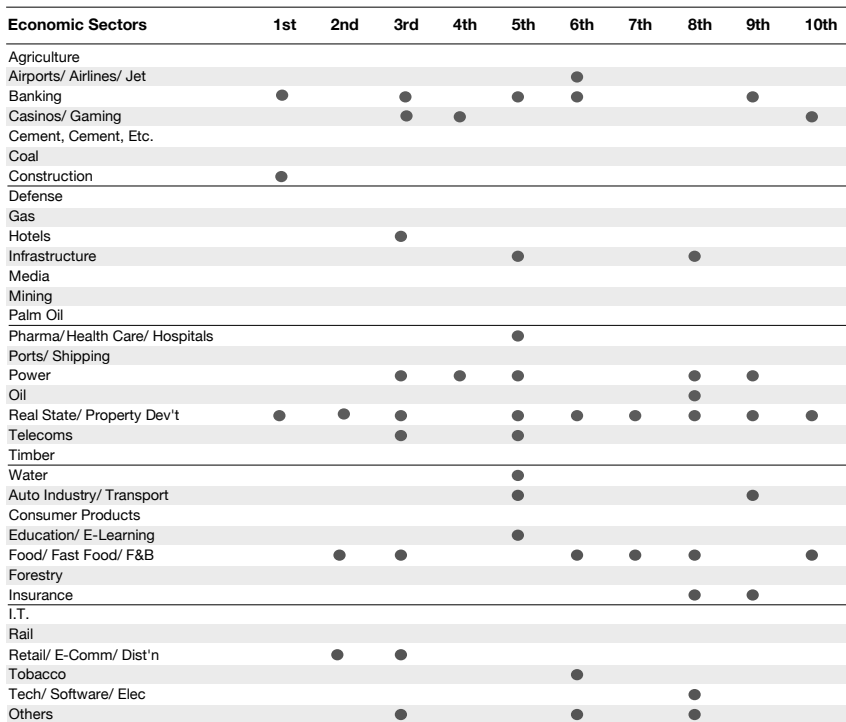 Economic Sectors 1st 2nd 3rd 4th 5th 6th 7th 8th 9th 10th
Agriculture
Airports/ Airlines/ Jet
Banking
Casinos/ Gaming
Cement, Cement, Etc.
Coal
Construction
Defense
Gas
Hotels
Infrastructure
Media
Mining
Palm Oil
Pharma/Health Care/ Hospitals
Ports/ Shipping
Power
Oil
Real State/ Property Dev't
Telecoms
Timber
Water
Auto Industry/ Transport
Consumer Products
Education/ E-Learning
Food/ Fast Food/ F&B
Forestry
Insurance
I.T.
Rail
Retail/ E-Comm/ Dist'n
Tobacco
Tech/ Software/ Elec
Others